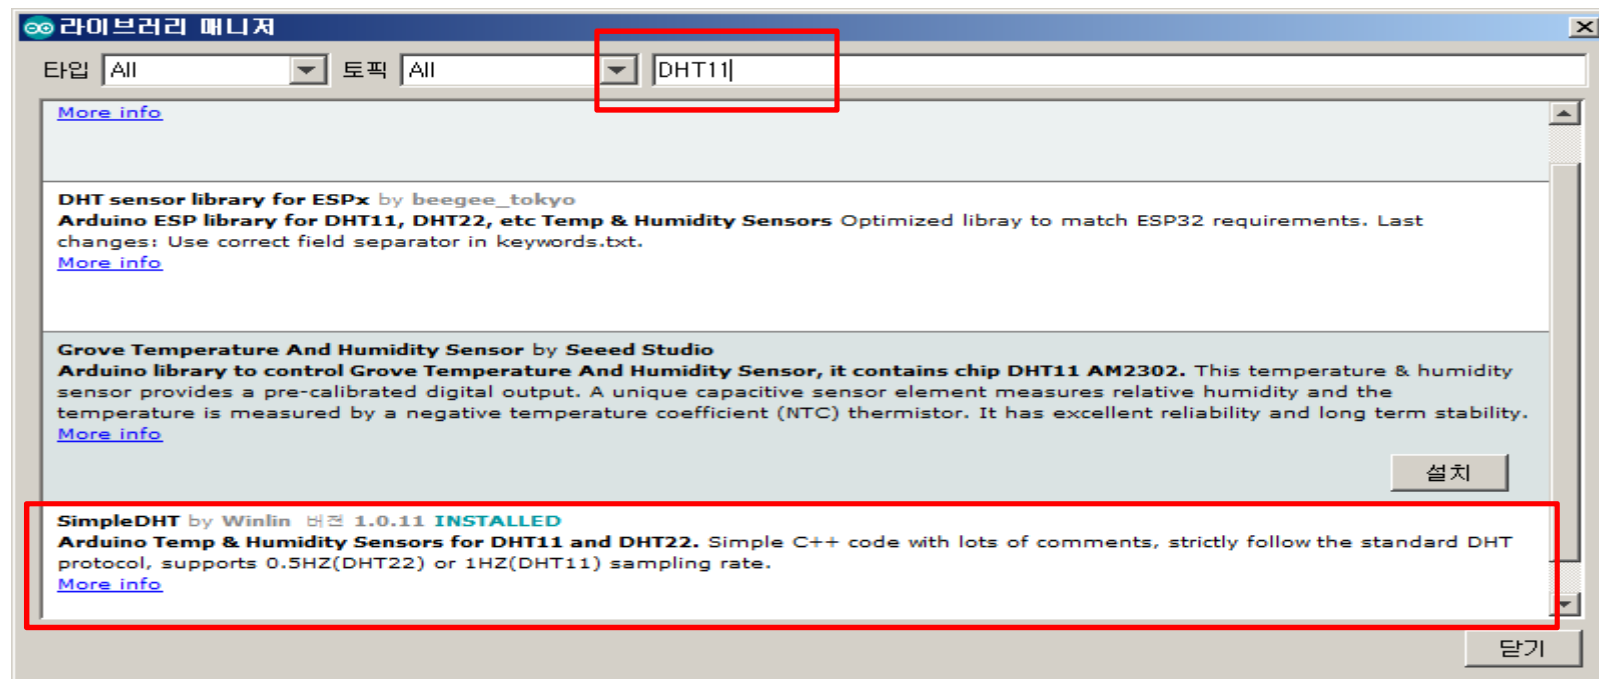 라이브러리 매니저
타입 All 토픽 All DHT11
More info
DHT sensor library for ESPx by beegee_tokyo
Arduino ESP library for DHT11, DHT22, etc Temp & Humidity Sensors Optimized libray to match ESP32 requirements. Last
changes: Use correct field separator in keywords.txt.
More info
Grove Temperature And Humidity Sensor by Seeed Studio
Arduino library to control Grove Temperature And Humidity Sensor, it contains chip DHT11 AM2302. This temperature & humidity
sensor provides a pre-calibrated digital output. A unique capacitive sensor element measures relative humidity and the
temperature is measured by a negative temperature coefficient (NTC) thermistor. It has excellent reliability and long term stability.
More info
설치
SimpleDHT by Winlin 버전 1.0.11 INSTALLED
Arduino Temp & Humidity Sensors for DHT11 and DHT22. Simple C++ code with lots of comments, strictly follow the standard DHT
protocol, supports 0.5HZ(DHT22) or 1HZ(DHT11) sampling rate.
More info
닫기